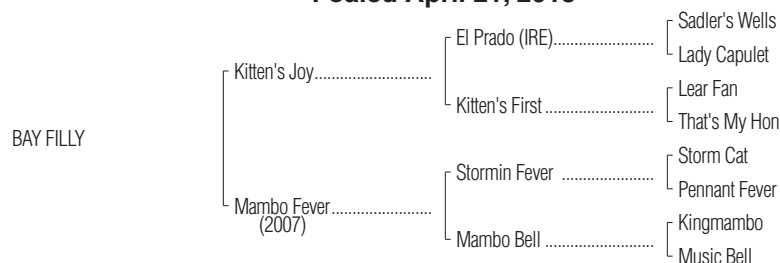 Foaled April 21,
Sadler's Wells
El Prado (IRE)..........................
Lady Capulet
Kitten's Joy..............................
Lear Fan
Kitten's First ............................
That's My Hon
BAY FILLY
Storm Cat
Stormin Fever .......................
Pennant Fever
Mambo Fever..........................
(2007)
Kingmambo
Mambo Bell ............................
Music Bell